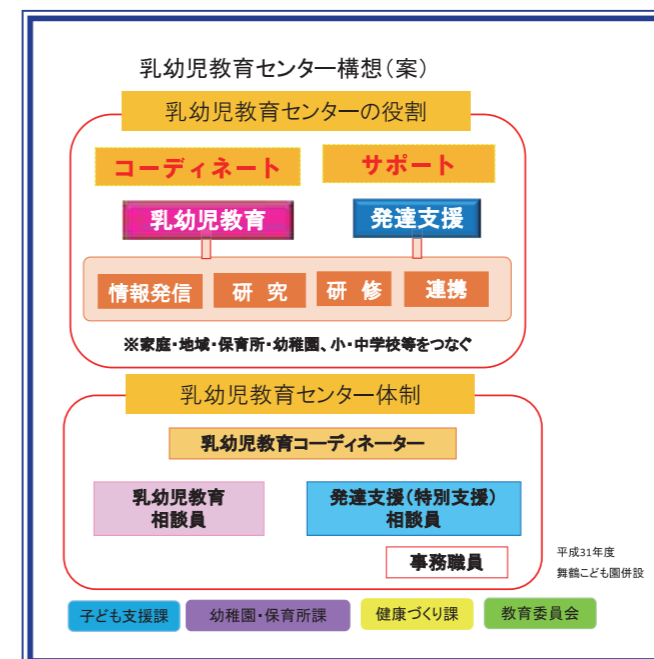 乳幼児教育センター構想(案)
乳幼児教育センターの役割
コーディネート サポート
乳幼児教育 発達支援
情報発信 研究 研修 連携
※家庭・地域・保育所・幼稚園、小・中学校等をつなぐ
乳幼児教育センター体制
乳幼児教育コーディネーター
乳幼児教育
相談員
発達支援(特別支援)
相談員
事務職員
平成31年度
舞鶴こども園併設
子ども支援課 幼稚園・保育所課 健康づくり課 教育委員会